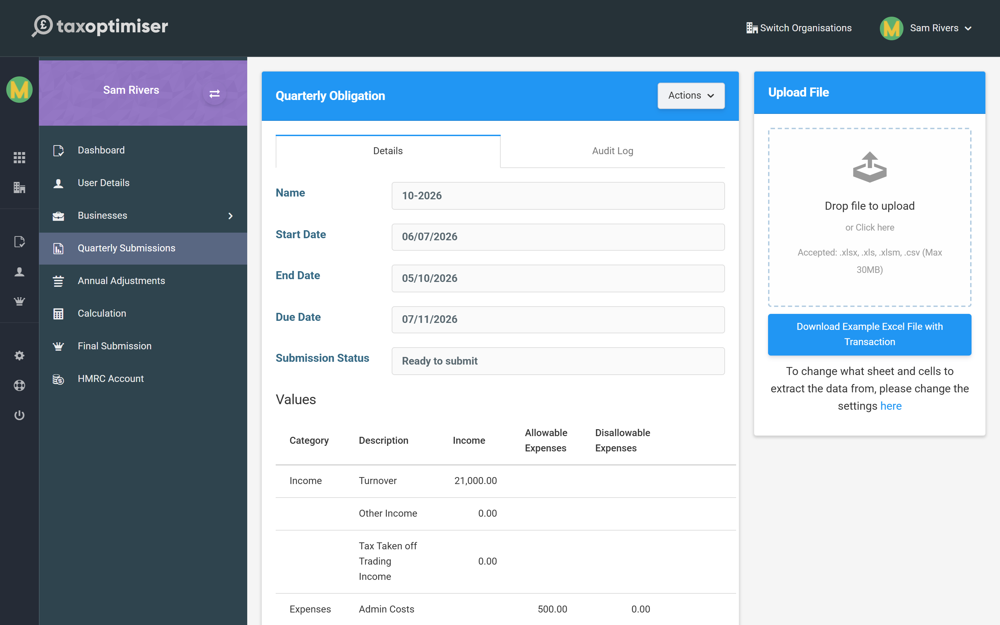 taxoptimiser
Switch Organisations
Sam Rivers
Sam Rivers
Dashboard
User Details
Businesses
Quarterly Submissions
Annual Adjustments
Calculation
Final Submission
HMRC Account
Quarterly Obligation
Actions
Details
Audit Log
Name
10-2026
Start Date
06/07/2026
End Date
05/10/2026
Due Date
07/11/2026
Submission Status
Ready to submit
Values
Category Description Income Allowable Expenses Disallowable Expenses
Income Turnover 21,000.00
Other Income 0.00
Tax Taken off Trading Income 0.00
Expenses Admin Costs 500.00 0.00
Upload File
Drop file to upload
or Click here
Accepted: .xlsx, .xls, .xlsm, .csv (Max
30MB)
Download Example Excel File with
Transaction
To change what sheet and cells to
extract the data from, please change the
settings here